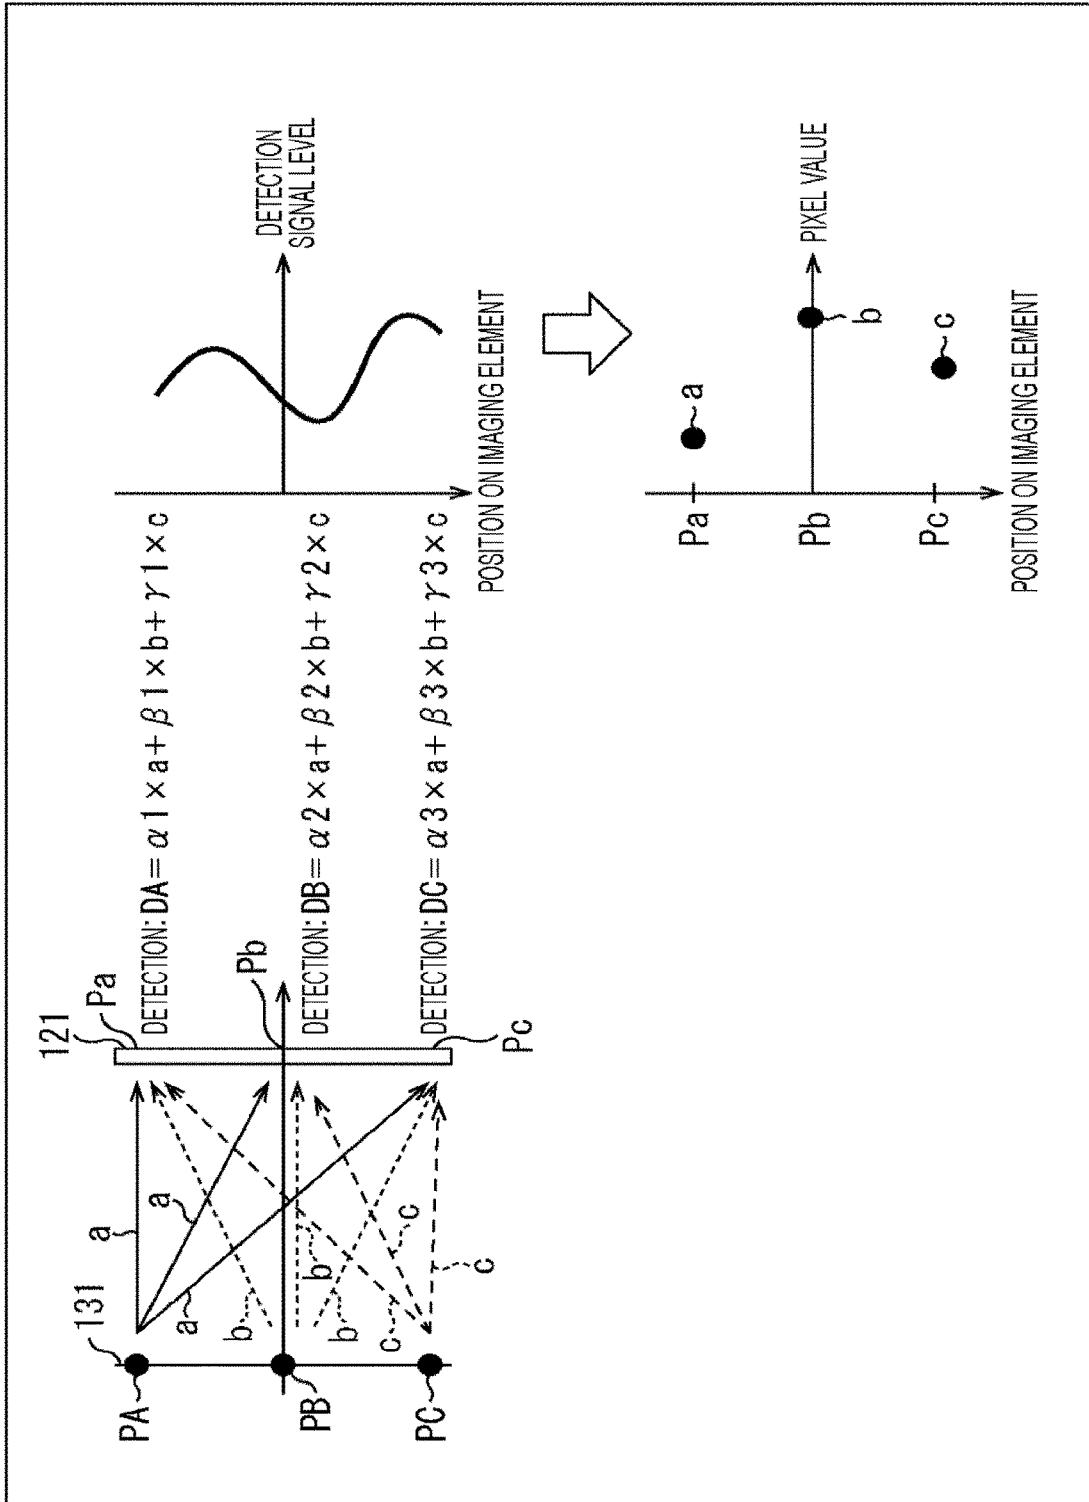 131
121
Pa
PA
PB
PC
a
a
a
b
b
b
c
c
c
Pb
Pc
DETECTION: DA=α1×a+β1×b+γ1×c
DETECTION: DB=α2×a+β2×b+γ2×c
DETECTION: DC=α3×a+β3×b+γ3×c
DETECTION
SIGNAL LEVEL
POSITION ON IMAGING ELEMENT
PIXEL VALUE
Pa
Pb
Pc
a
b
c
POSITION ON IMAGING ELEMENT